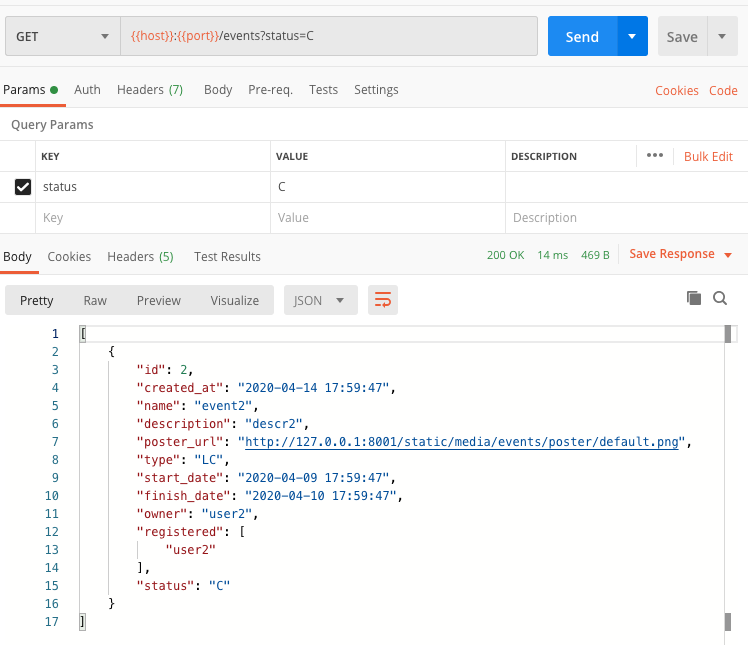 GET {{host}}:{{port}}/events?status=C Send Save
Params Auth Headers (7) Body Pre-req. Tests Settings Cookies Code
Query Params
KEY VALUE DESCRIPTION ••• Bulk Edit
status C
Key Value Description
Body Cookies Headers (5) Test Results 200 OK 14 ms 469 B Save Response
Pretty Raw Preview Visualize JSON
1 [
2 {
3 "id": 2,
4 "created_at": "2020-04-14 17:59:47",
5 "name": "event2",
6 "description": "descr2",
7 "poster_url": "http://127.0.0.1:8001/static/media/events/poster/default.png",
8 "type": "LC",
9 "start_date": "2020-04-09 17:59:47",
10 "finish_date": "2020-04-10 17:59:47",
11 "owner": "user2",
12 "registered": [
13 "user2"
14 ],
15 "status": "C"
16 }
17 ]